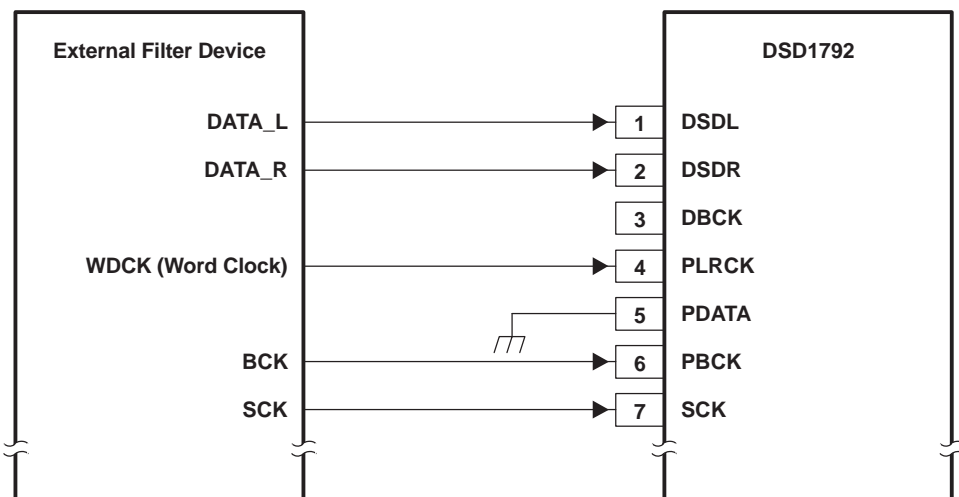 External Filter Device
DSD1792
DATA_L
1
DSDL
DATA_R
2
DSDR
3
DBCK
WDCK (Word Clock)
4
PLRCK
5
PDATA
BCK
6
PBCK
SCK
7
SCK